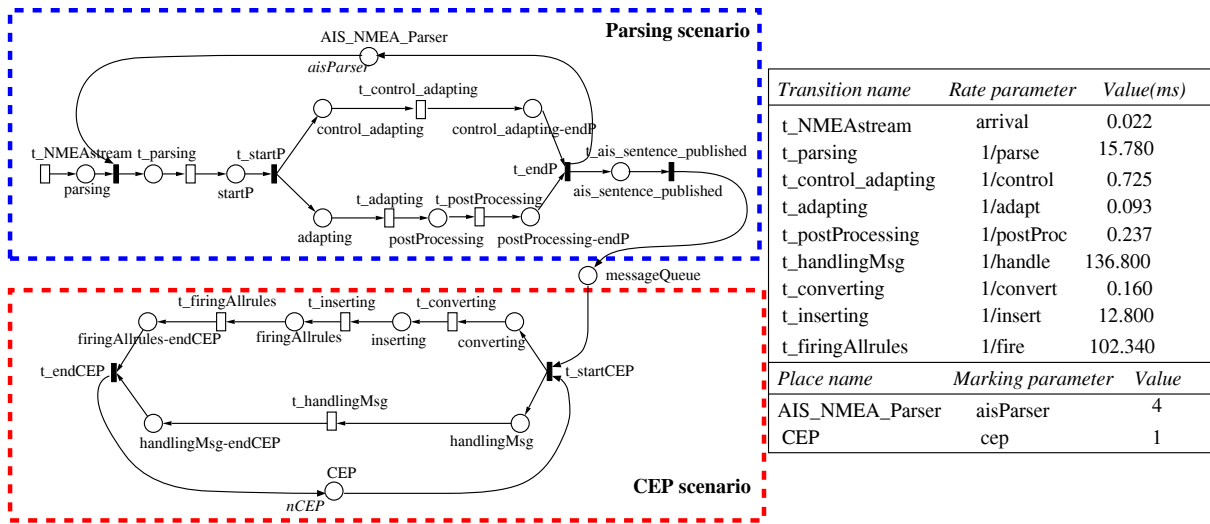 Parsing scenario
AIS_NMEA_Parser
aisParser
t_control_adapting
control_adapting
control_adapting-endP
t_NMEAstream
t_parsing
t_startP
t_ais_sentence_published
t_endP
parsing
startP
ais_sentence_published
t_adapting
t_postProcessing
adapting
postProcessing
postProcessing-endP
messageQueue
t_firingAllrules
t_inserting
t_converting
firingAllrules-endCEP
firingAllrules
inserting
converting
t_endCEP
t_startCEP
t_handlingMsg
handlingMsg-endCEP
handlingMsg
CEP
nCEP
CEP scenario
Transition name Rate parameter Value(ms)
t_NMEAstream arrival 0.022
t_parsing 1/parse 15.780
t_control_adapting 1/control 0.725
t_adapting 1/adapt 0.093
t_postProcessing 1/postProc 0.237
t_handlingMsg 1/handle 136.800
t_converting 1/convert 0.160
t_inserting 1/insert 12.800
t_firingAllrules 1/fire 102.340
Place name Marking parameter Value
AIS_NMEA_Parser aisParser 4
CEP cep 1